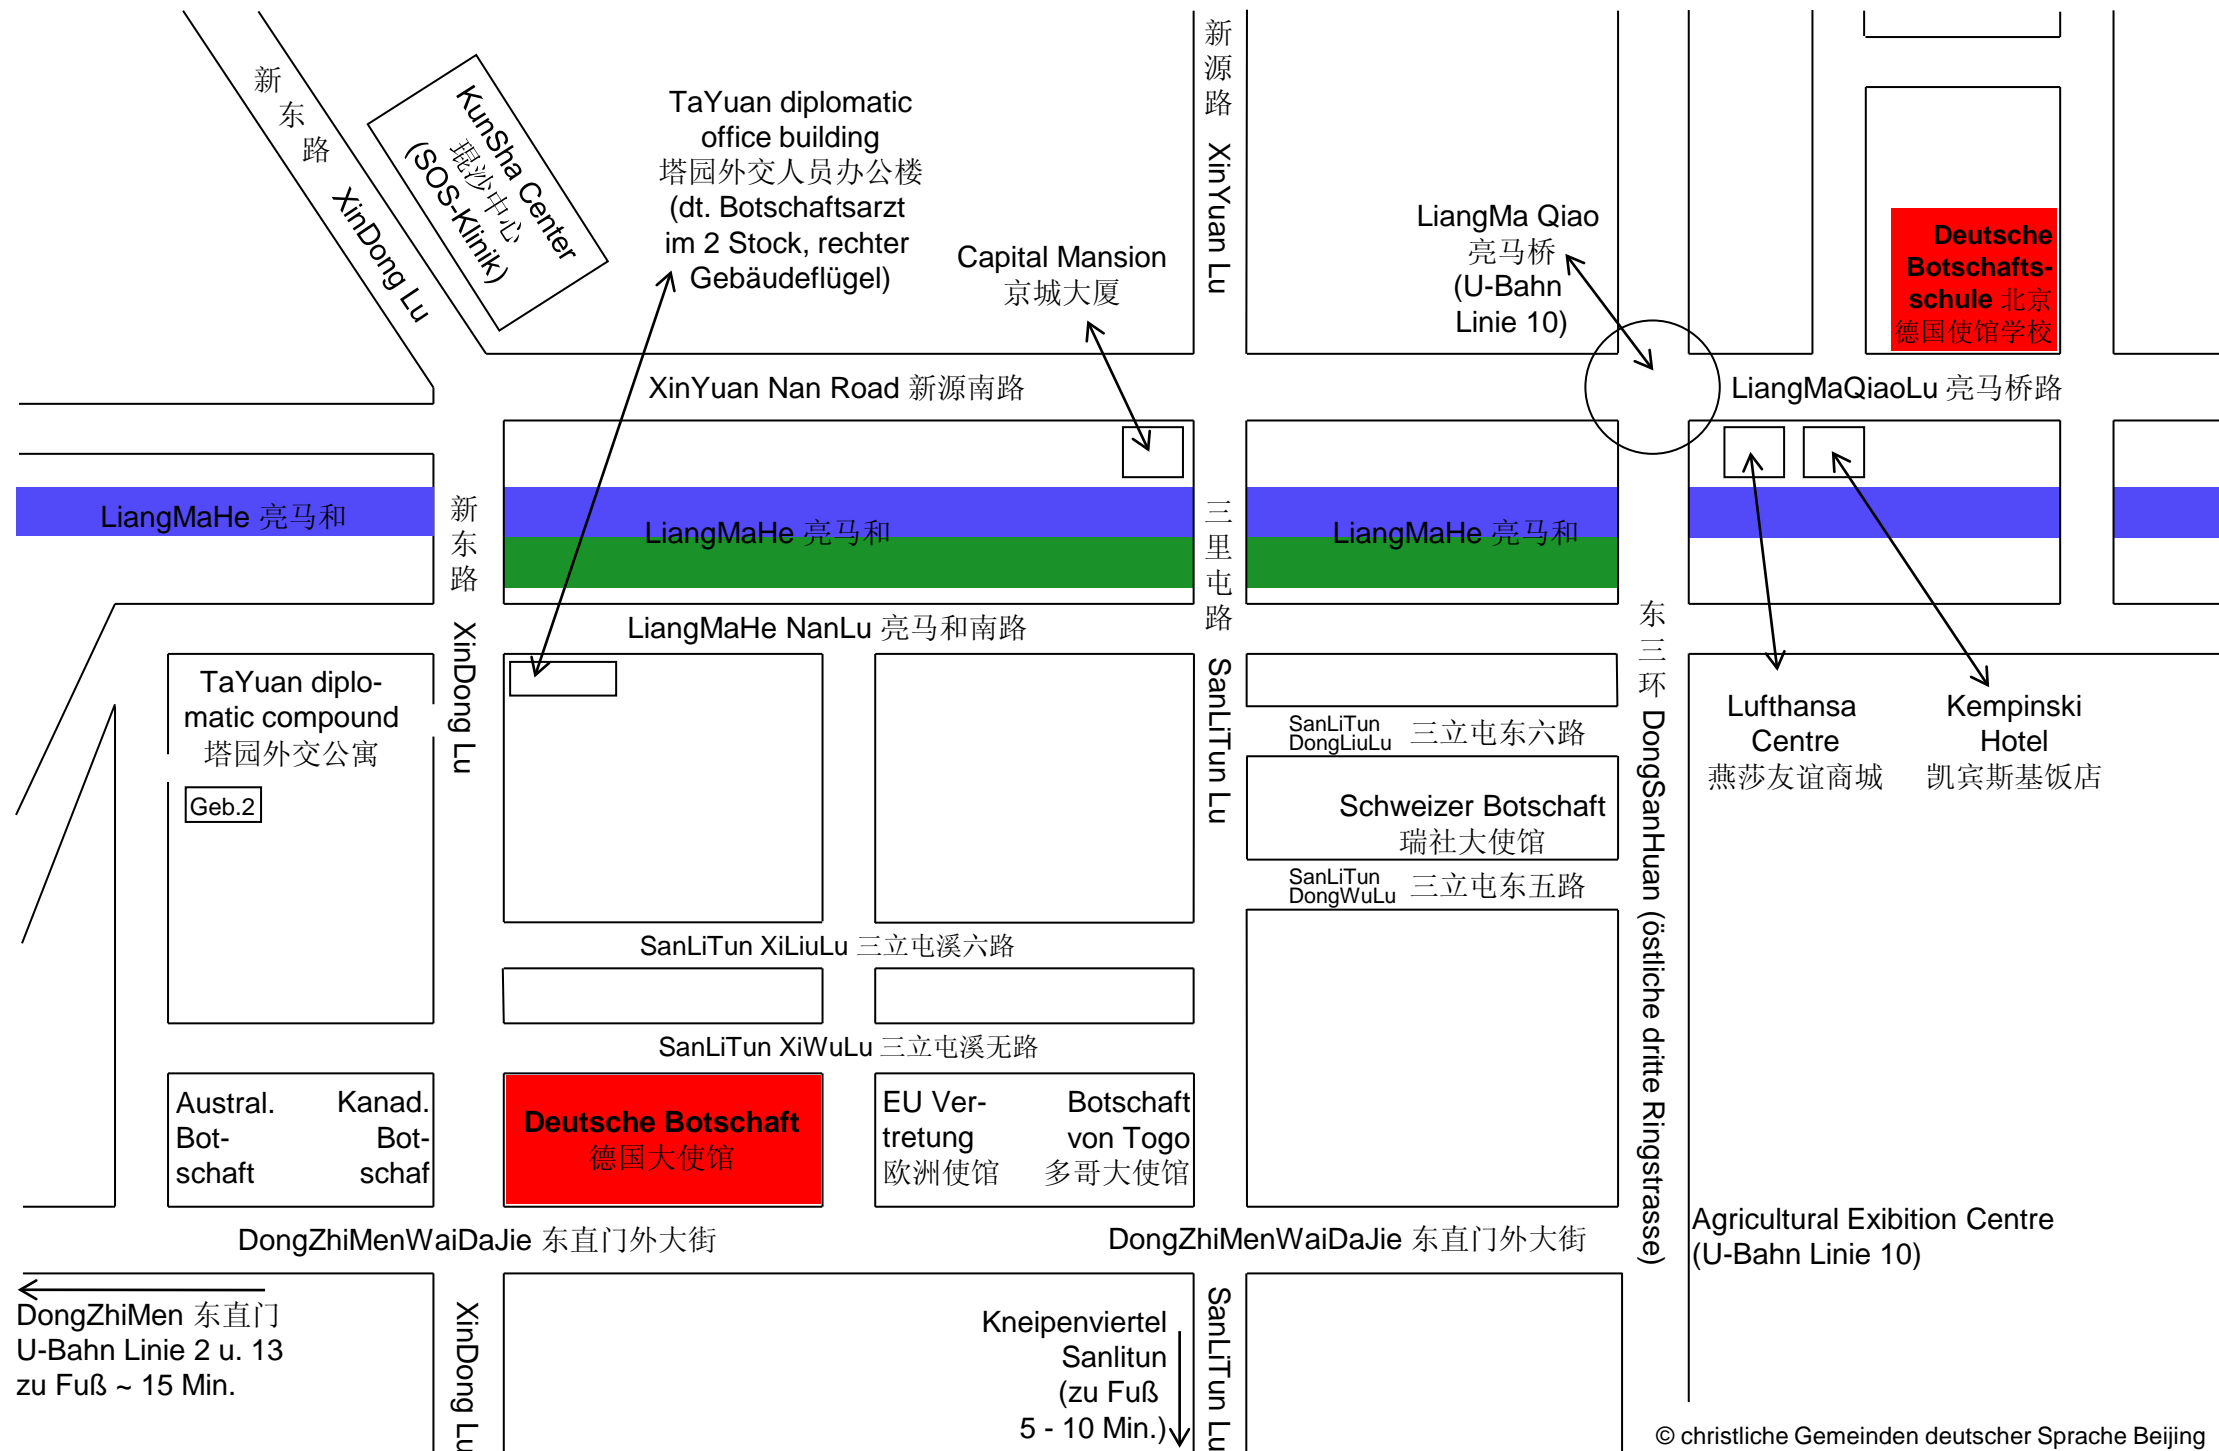 新
东
路
XinDong Lu
KunSha Center
琨沙中心
(SOS-Klinik)
TaYuan diplomatic
office building
塔园外交人员办公楼
(dt. Botschaftsarzt
im 2 Stock, rechter
Gebäudeflügel)
Capital Mansion
京城大厦
新
源
路
XinYuan Lu
LiangMa Qiao
亮马桥
(U-Bahn
Linie 10)
Deutsche
Botschafts-
schule 北京
德国使馆学校
XinYuan Nan Road 新源南路
LiangMaQiaoLu 亮马桥路
LiangMaHe 亮马和
新
东
路
XinDong Lu
LiangMaHe 亮马和
三
里
屯
路
SanLiTun Lu
LiangMaHe 亮马和
LiangMaHe NanLu 亮马和南路
东
三
环
DongSanHuan (östliche dritte Ringstrasse)
TaYuan diplo-
matic compound
塔园外交公寓
Geb.2
SanLiTun
DongLiuLu 三立屯东六路
Lufthansa
Centre
燕莎友谊商城
Kempinski
Hotel
凯宾斯基饭店
Schweizer Botschaft
瑞社大使馆
SanLiTun
DongWuLu 三立屯东五路
SanLiTun XiLiuLu 三立屯溪六路
SanLiTun XiWuLu 三立屯溪无路
Austral.
Bot-
schaft
Kanad.
Bot-
schaf
Deutsche Botschaft
德国大使馆
EU Ver-
tretung
欧洲使馆
Botschaft
von Togo
多哥大使馆
DongZhiMenWaiDaJie 东直门外大街
DongZhiMenWaiDaJie 东直门外大街
Agricultural Exibition Centre
(U-Bahn Linie 10)
DongZhiMen 东直门
U-Bahn Linie 2 u. 13
zu Fuß ~ 15 Min.
XinDong Lu
Kneipenviertel
Sanlitun
(zu Fuß
5 - 10 Min.)
SanLiTun Lu
© christliche Gemeinden deutscher Sprache Beijing